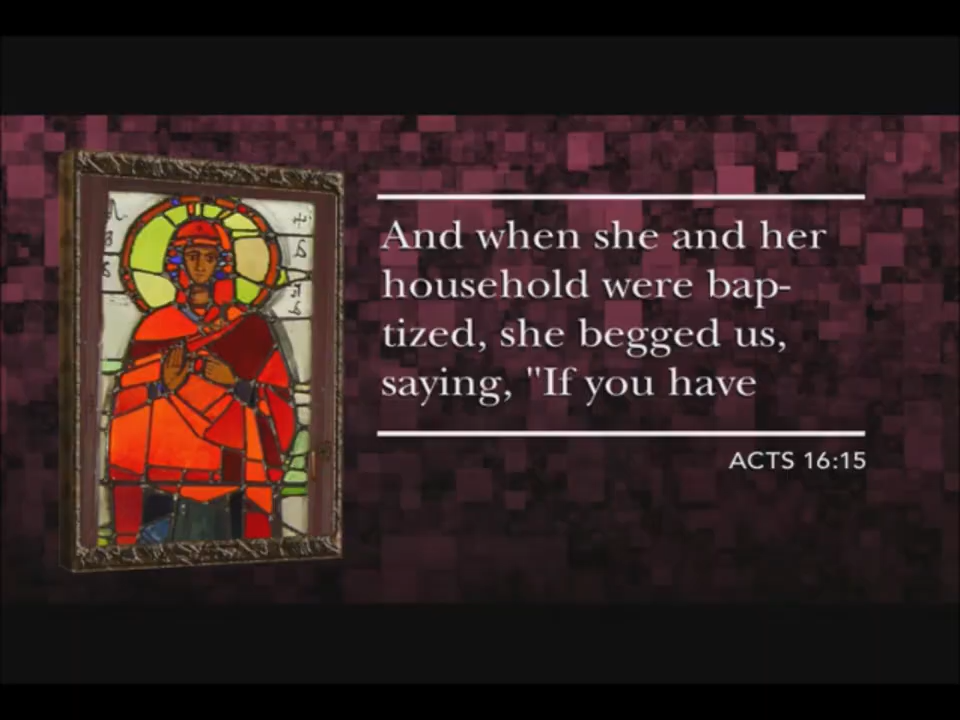 And when she and her
household were bap-
tized, she begged us,
saying, "If you have
ACTS 16:15